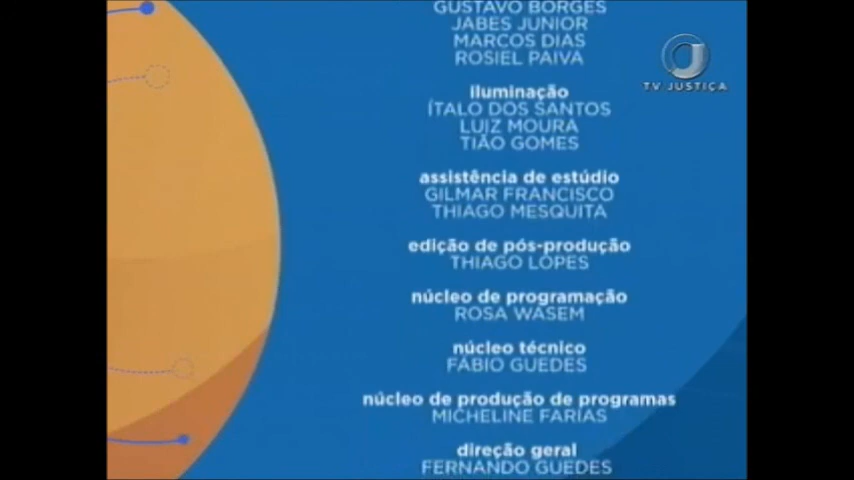 GUSTAVO BORGES
JABES JUNIOR
MARCOS DIAS
ROSIEL PAIVA
TV JUSTIÇA
iluminação
ÍTALO DOS SANTOS
LUIZ MOURA
TIÃO GOMES
assistência de estúdio
GILMAR FRANCISCO
THIAGO MESQUITA
edição de pós-produção
THIAGO LOPES
núcleo de programação
ROSA WASEM
núcleo técnico
FÁBIO GUEDES
núcleo de produção de programas
MICHELINE FARIAS
direção geral
FERNANDO GUEDES